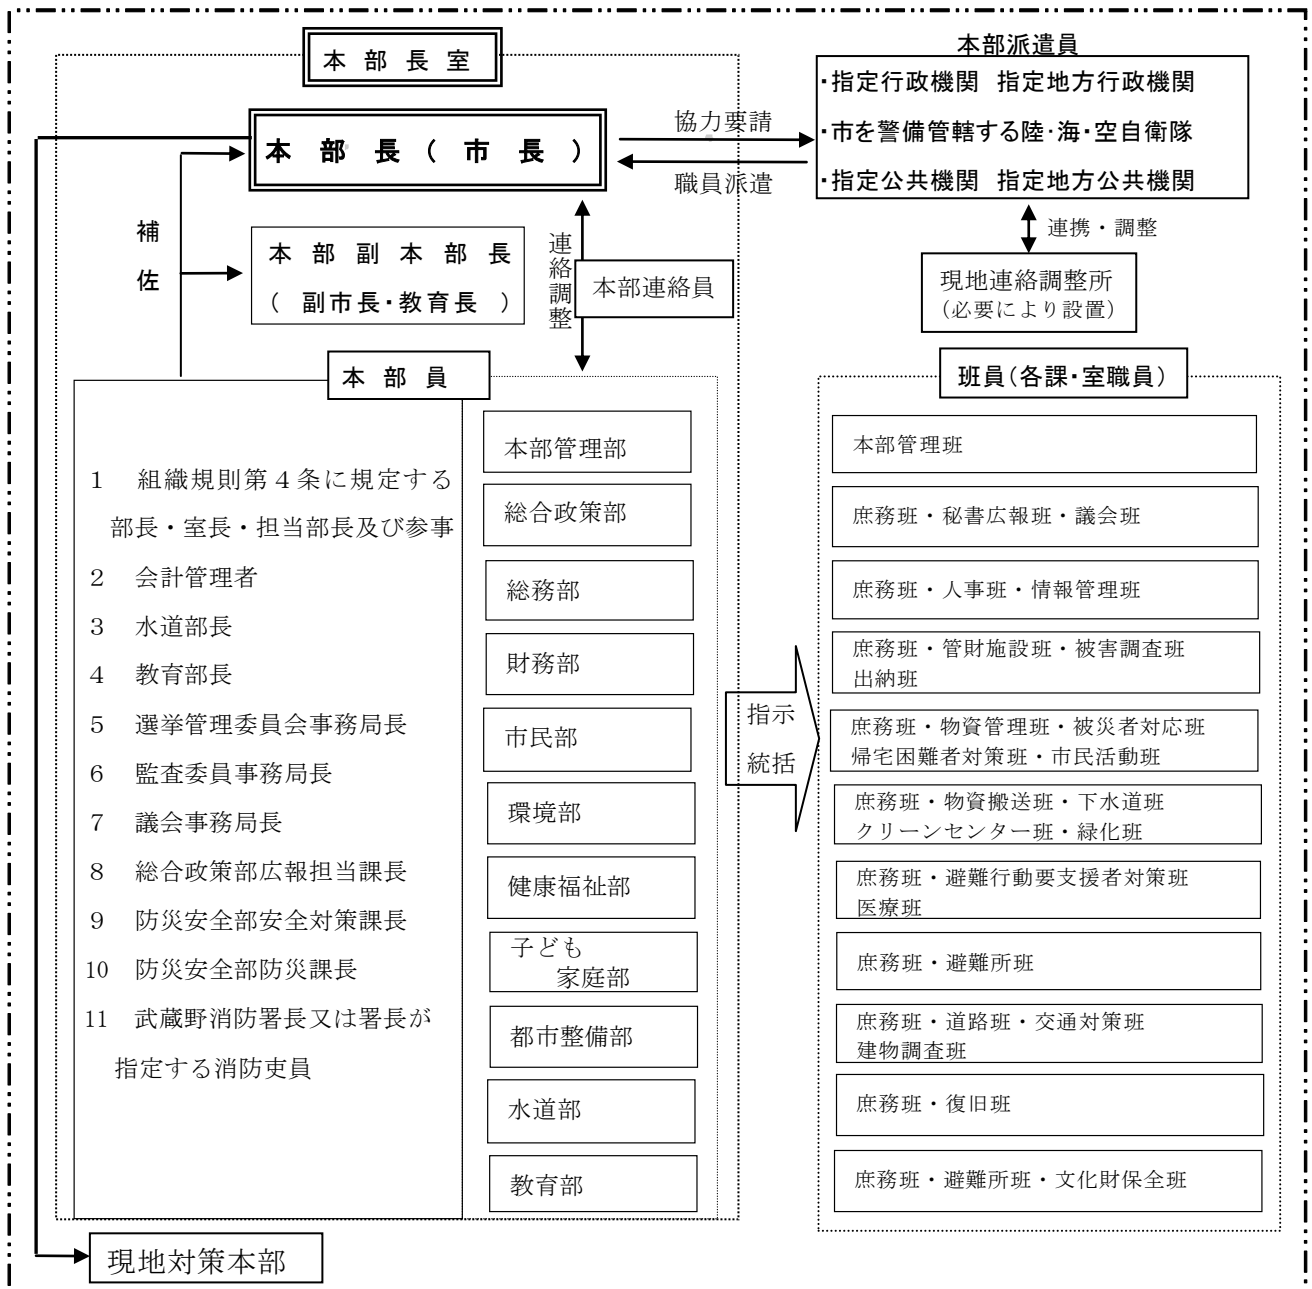 本部長室
本部長(市長)
協力要請
職員派遣
本部派遣員
・指定行政機関 指定地方行政機関
・市を警備管轄する陸・海・空自衛隊
・指定公共機関 指定地方公共機関
連携・調整
現地連絡調整所
(必要により設置)
補佐
本部副本部長
(副市長・教育長)
連絡調整
本部連絡員
本部員
1 組織規則第4条に規定する
部長・室長・担当部長及び参事
2 会計管理者
3 水道部長
4 教育部長
5 選挙管理委員会事務局長
6 監査委員事務局長
7 議会事務局長
8 総合政策部広報担当課長
9 防災安全部安全対策課長
10 防災安全部防災課長
11 武蔵野消防署長又は署長が
指定する消防吏員
本部管理部
総合政策部
総務部
財務部
市民部
環境部
健康福祉部
子ども
家庭部
都市整備部
水道部
教育部
指示
統括
班員(各課・室職員)
本部管理班
庶務班・秘書広報班・議会班
庶務班・人事班・情報管理班
庶務班・管財施設班・被害調査班
出納班
庶務班・物資管理班・被災者対応班
帰宅困難者対策班・市民活動班
庶務班・物資搬送班・下水道班
クリーンセンター班・緑化班
庶務班・避難行動要支援者対策班
医療班
庶務班・避難所班
庶務班・道路班・交通対策班
建物調査班
庶務班・復旧班
庶務班・避難所班・文化財保全班
現地対策本部